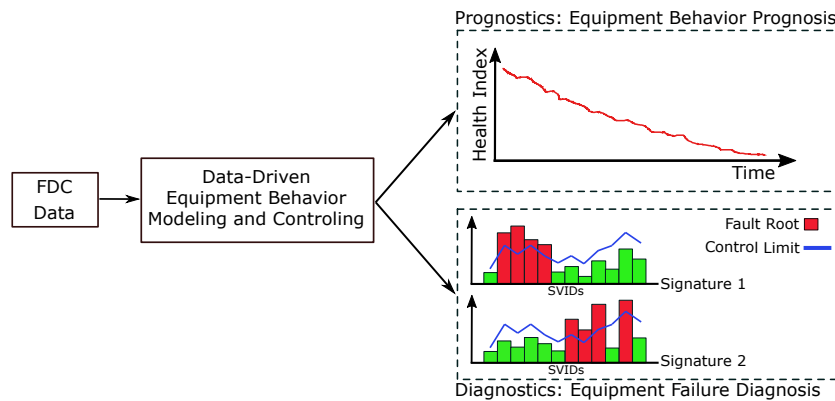 Prognostics: Equipment Behavior Prognosis
Health Index
Time
FDC
Data
Data-Driven
Equipment Behavior
Modeling and Controling
Fault Root
Control Limit
Signature 1
SVIDs
Signature 2
SVIDs
Diagnostics: Equipment Failure Diagnosis